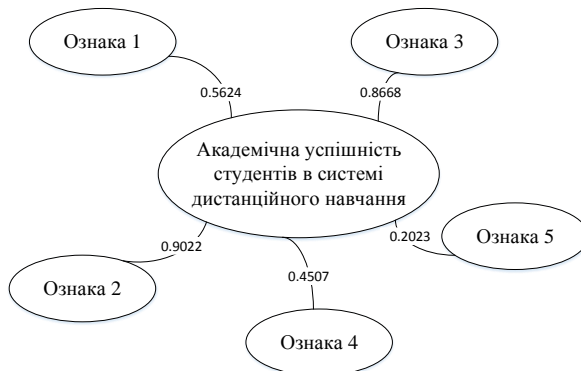 Ознака 1
Ознака 3
0.5624
0.8668
Академічна успішність
студентів в системі
дистанційного навчання
0.9022
0.2023
Ознака 5
0.4507
Ознака 2
Ознака 4